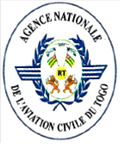 AGENCE NATIONALE
RT
DE L'AVIATION CIVILE DU TOGO